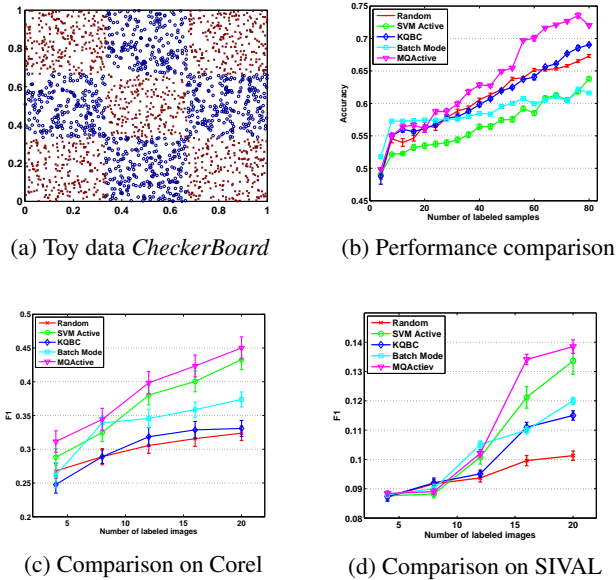 1
0.8
0.6
0.4
0.2
0
0 0.2 0.4 0.6 0.8 1
(a) Toy data CheckerBoard
Accuracy
0.75
0.7
0.65
0.6
0.55
0.5
0.45
Random
SVM Active
KQBC
Batch Mode
MQActive
0 20 40 60 80
Number of labeled samples
(b) Performance comparison
F1
0.5
0.45
0.4
0.35
0.3
0.25
0.2
Random
SVM Active
KQBC
Batch Mode
MQActive
5 10 15 20
Number of labeled images
(c) Comparison on Corel
F1
0.14
0.13
0.12
0.11
0.1
0.09
0.08
Random
SVM Active
KQBC
Batch Mode
MQActiev
5 10 15 20
Number of labeled images
(d) Comparison on SIVAL